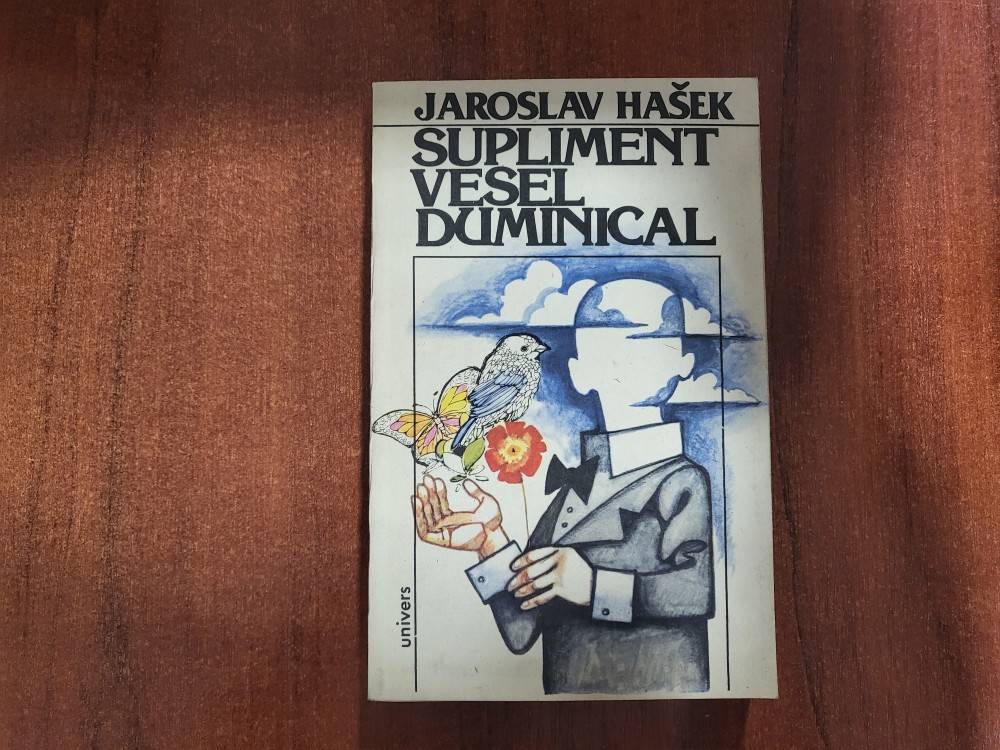 JAROSLAV HAŠEK
SUPLIMENT
VESEL
DUMINICAL
univers